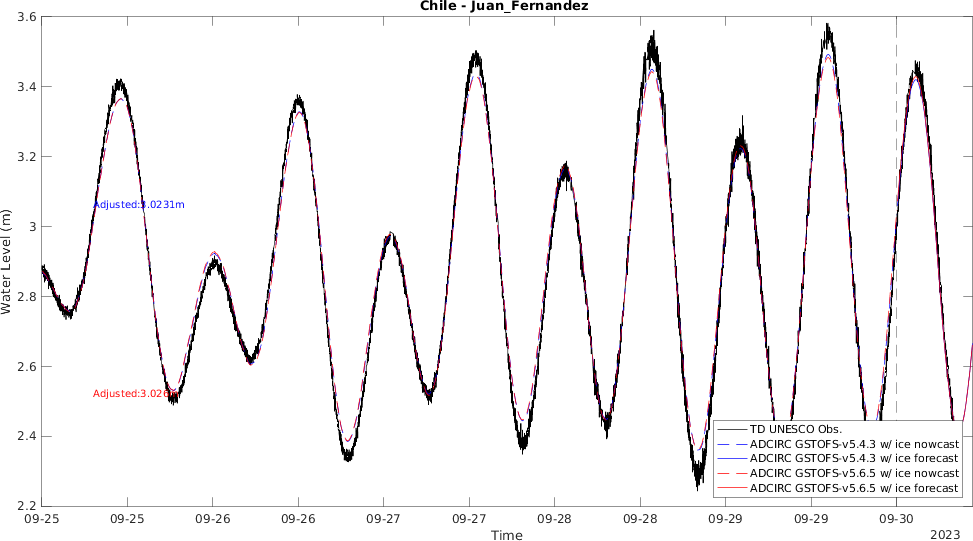 Chile - Juan_Fernandez
3.6
3.4
3.2
3
2.8
2.6
2.4
2.2
Water Level (m)
Adjusted:3.0231m
Adjusted:3.026
TD UNESCO Obs.
ADCIRC GSTOFS-v5.4.3 w/ ice nowcast
ADCIRC GSTOFS-v5.4.3 w/ ice forecast
ADCIRC GSTOFS-v5.6.5 w/ ice nowcast
ADCIRC GSTOFS-v5.6.5 w/ ice forecast
09-25 09-25 09-26 09-26 09-27 09-27 09-28 09-28 09-29 09-29 09-30
Time
2023